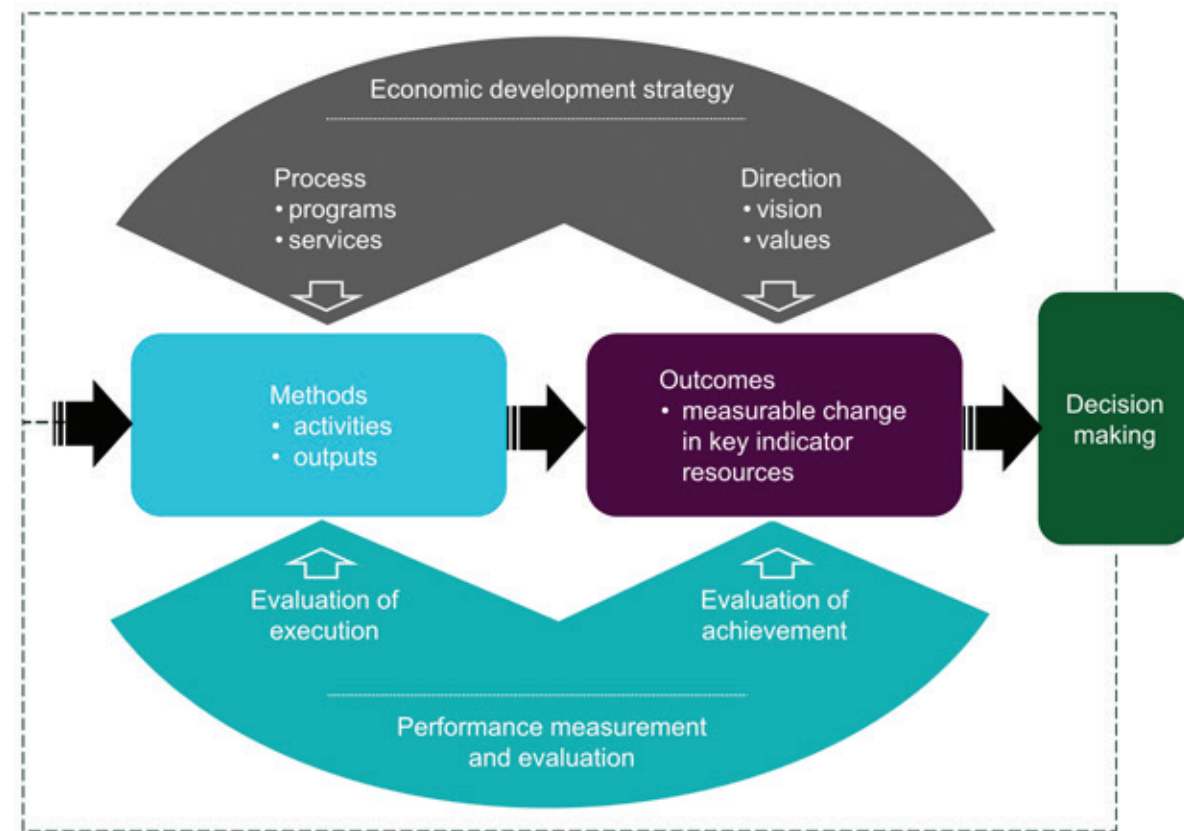 Economic development strategy
Process
• programs
• services
Direction
• vision
• values
Methods
• activities
• outputs
Outcomes
• measurable change
in key indicator
resources
Decision
making
Evaluation of
execution
Evaluation of
achievement
Performance measurement
and evaluation